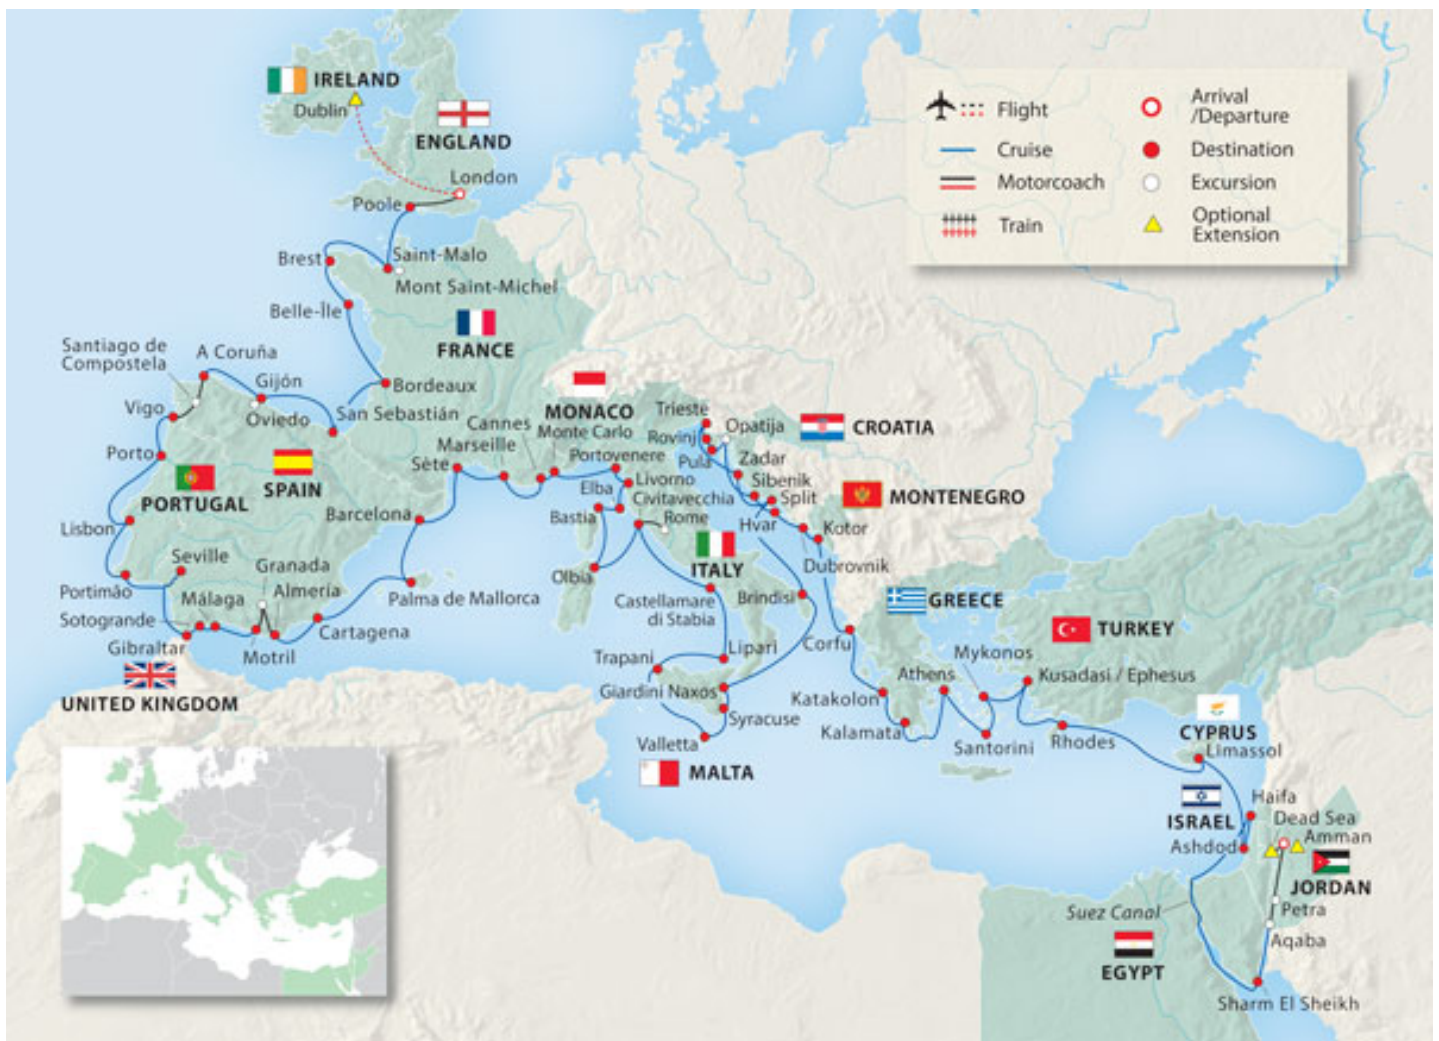 IRELAND
Dublin
ENGLAND
London
Poole
Flight
Cruise
Motorcoach
Train
Arrival
/Departure
Destination
Excursion
Optional
Extension
Brest
Saint-Malo
Mont Saint-Michel
Belle-Île
FRANCE
Santiago de
Compostela
A Coruña
Gijón
Bordeaux
Vigo
Oviedo
San Sebastián
Cannes
MONACO
Monte Carlo
Marseille
Sète
Portovenere
Trieste
Rovinj
Pula
Opatija
CROATIA
Zadar
Sibenik
Split
MONTENEGRO
Porto
PORTUGAL
SPAIN
Livorno
Elba
Civitavecchia
Bastia
Rome
Hvar
Kotor
Dubrovnik
Lisbon
Barcelona
Seville
Granada
Olbia
ITALY
Portimão
Málaga
Almería
Palma de Mallorca
Castellamare
di Stabia
Brindisi
GREECE
Sotogrande
Gibraltar
Motril
Cartagena
TURKEY
UNITED KINGDOM
Trapani
Lipari
Corfu
Mykonos
Athens
Kusadasi / Ephesus
Giardini Naxos
Syracuse
Katakolon
Valletta
Kalamata
Santorini
Rhodes
CYPRUS
Limassol
MALTA
ISRAEL
Haifa
Dead Sea
Ashdod
Amman
JORDAN
Suez Canal
Petra
Aqaba
EGYPT
Sharm El Sheikh